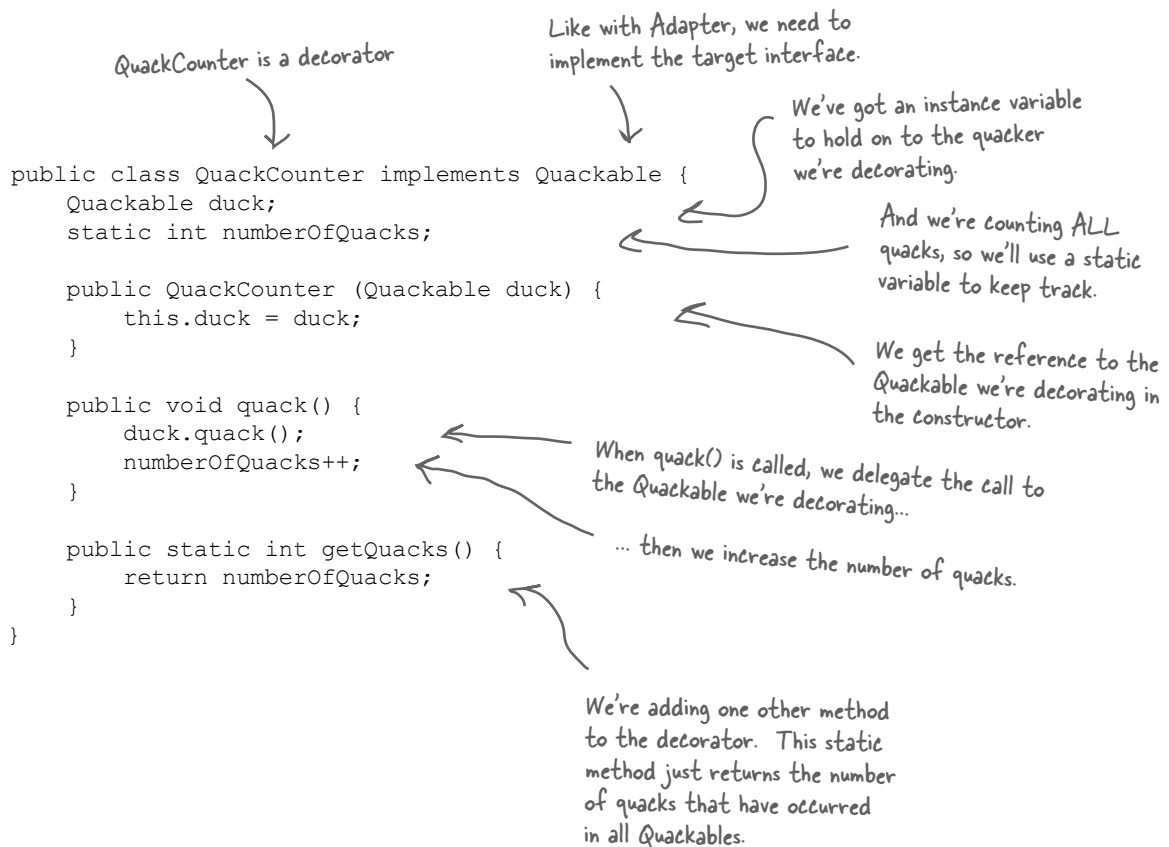 QuackCounter is a decorator
Like with Adapter, we need to
implement the target interface.
We've got an instance variable
to hold on to the quacker
we're decorating.
And we're counting ALL
quacks, so we'll use a static
variable to keep track.
We get the reference to the
Quackable we're decorating in
the constructor.
public class QuackCounter implements Quackable {
Quackable duck;
static int numberOfQuacks;
public QuackCounter (Quackable duck) {
this.duck = duck;
}
public void quack() {
duck.quack();
numberOfQuacks++;
}
When quack() is called, we delegate the call to
the Quackable we're decorating...
... then we increase the number of quacks.
public static int getQuacks() {
return numberOfQuacks;
}
}
We're adding one other method
to the decorator. This static
method just returns the number
of quacks that have occurred
in all Quackables.